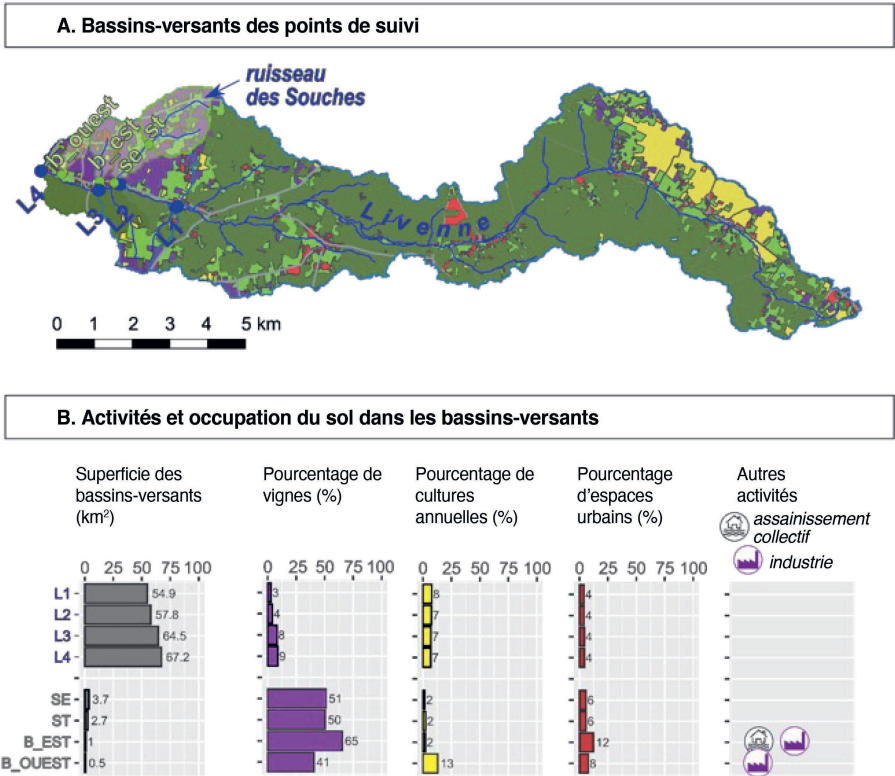 A. Bassins-versants des points de suivi
ruisseau
des Souches
b_ouest
b_est
se
st
L4
L3
L2
L1
Livenne
0 1 2 3 4 5 km
B. Activités et occupation du sol dans les bassins-versants
Superficie des
bassins-versants
(km²)
Pourcentage de
vignes (%)
Pourcentage de
cultures
annuelles (%)
Pourcentage
d'espaces
urbains (%)
Autres
activités
assainissement
collectif
industrie
0 25 50 75 100 0 25 50 75 100 0 25 50 75 100 0 25 50 75 100
L1 54.9 3 8 4
L2 57.8 4 7 4
L3 64.5 8 7 4
L4 67.2 9 7 4
SE 3.7 51 2 6
ST 2.7 50 2 6
B_EST 1 65 2 12
B_OUEST 0.5 41 13 8